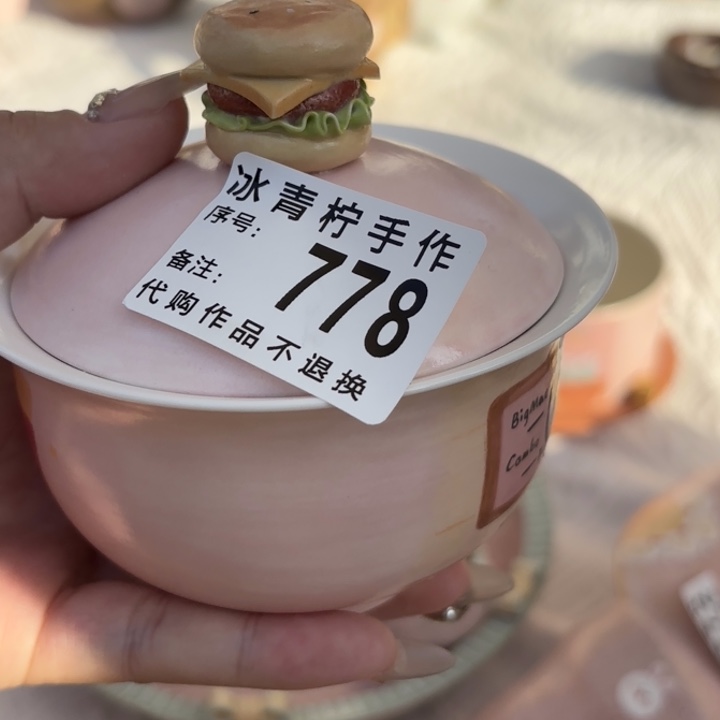 冰青柠手作
序号:
778
备注:
代购作品不退换
BigMac
Combo